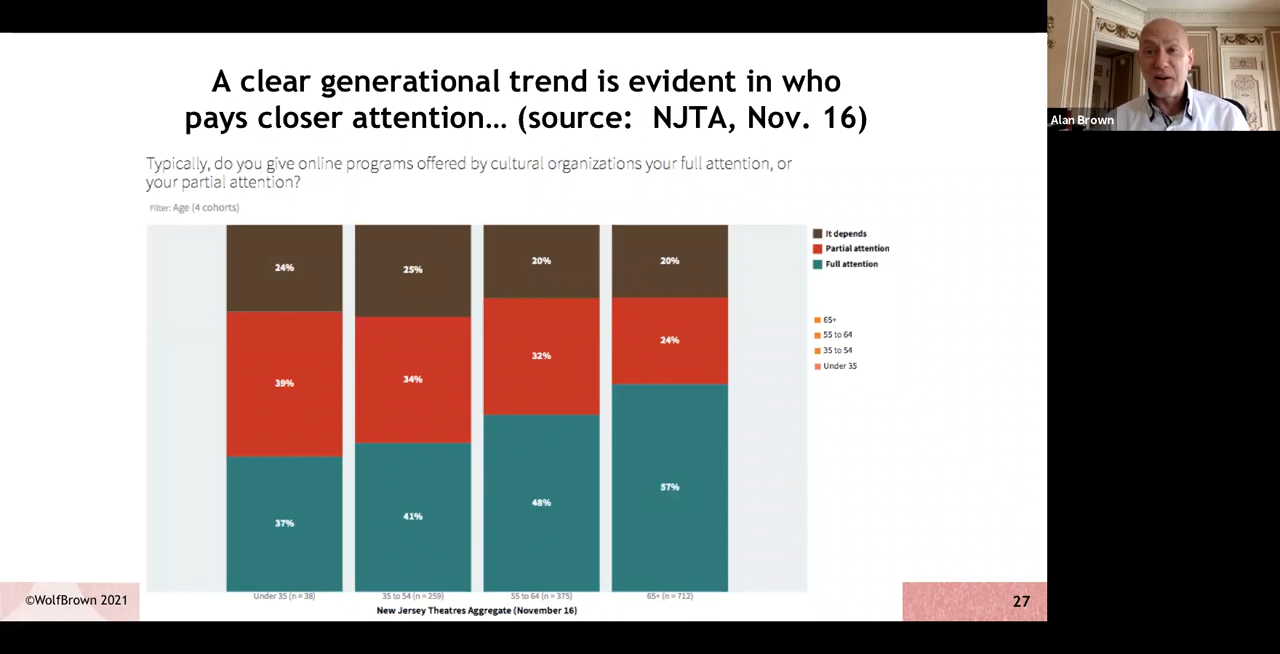 A clear generational trend is evident in who
pays closer attention… (source:  NJTA, Nov. 16)
Alan Brown
Typically, do you give online programs offered by cultural organizations your full attention, or
your partial attention?
Filter: Age (4 cohorts)
24%
25%
20%
20%
It depends
Partial attention
Full attention
39%
34%
32%
24%
65+
55 to 64
35 to 54
Under 35
37%
41%
48%
57%
Under 35 (n = 38)
35 to 54 (n = 259)
55 to 64 (n = 375)
65+ (n = 712)
New Jersey Theatres Aggregate (November 16)
©WolfBrown 2021
27